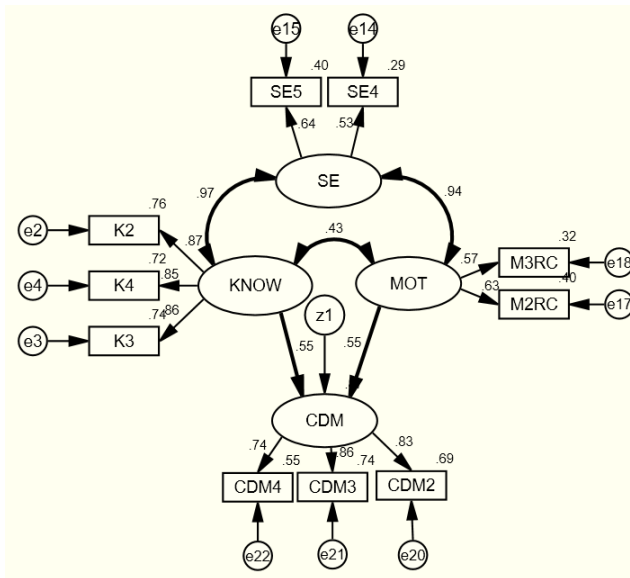 e15
e14
.40
.29
SE5
SE4
.64
.53
SE
.97
.94
.76
.43
e2
K2
.87
.32
.72
.57
M3RC
e18
e4
K4
.85
KNOW
MOT
.63
.40
M2RC
e17
.74
.86
z1
e3
K3
.55
.55
CDM
.74
.86
.83
.55
.74
.69
CDM4
CDM3
CDM2
e22
e21
e20